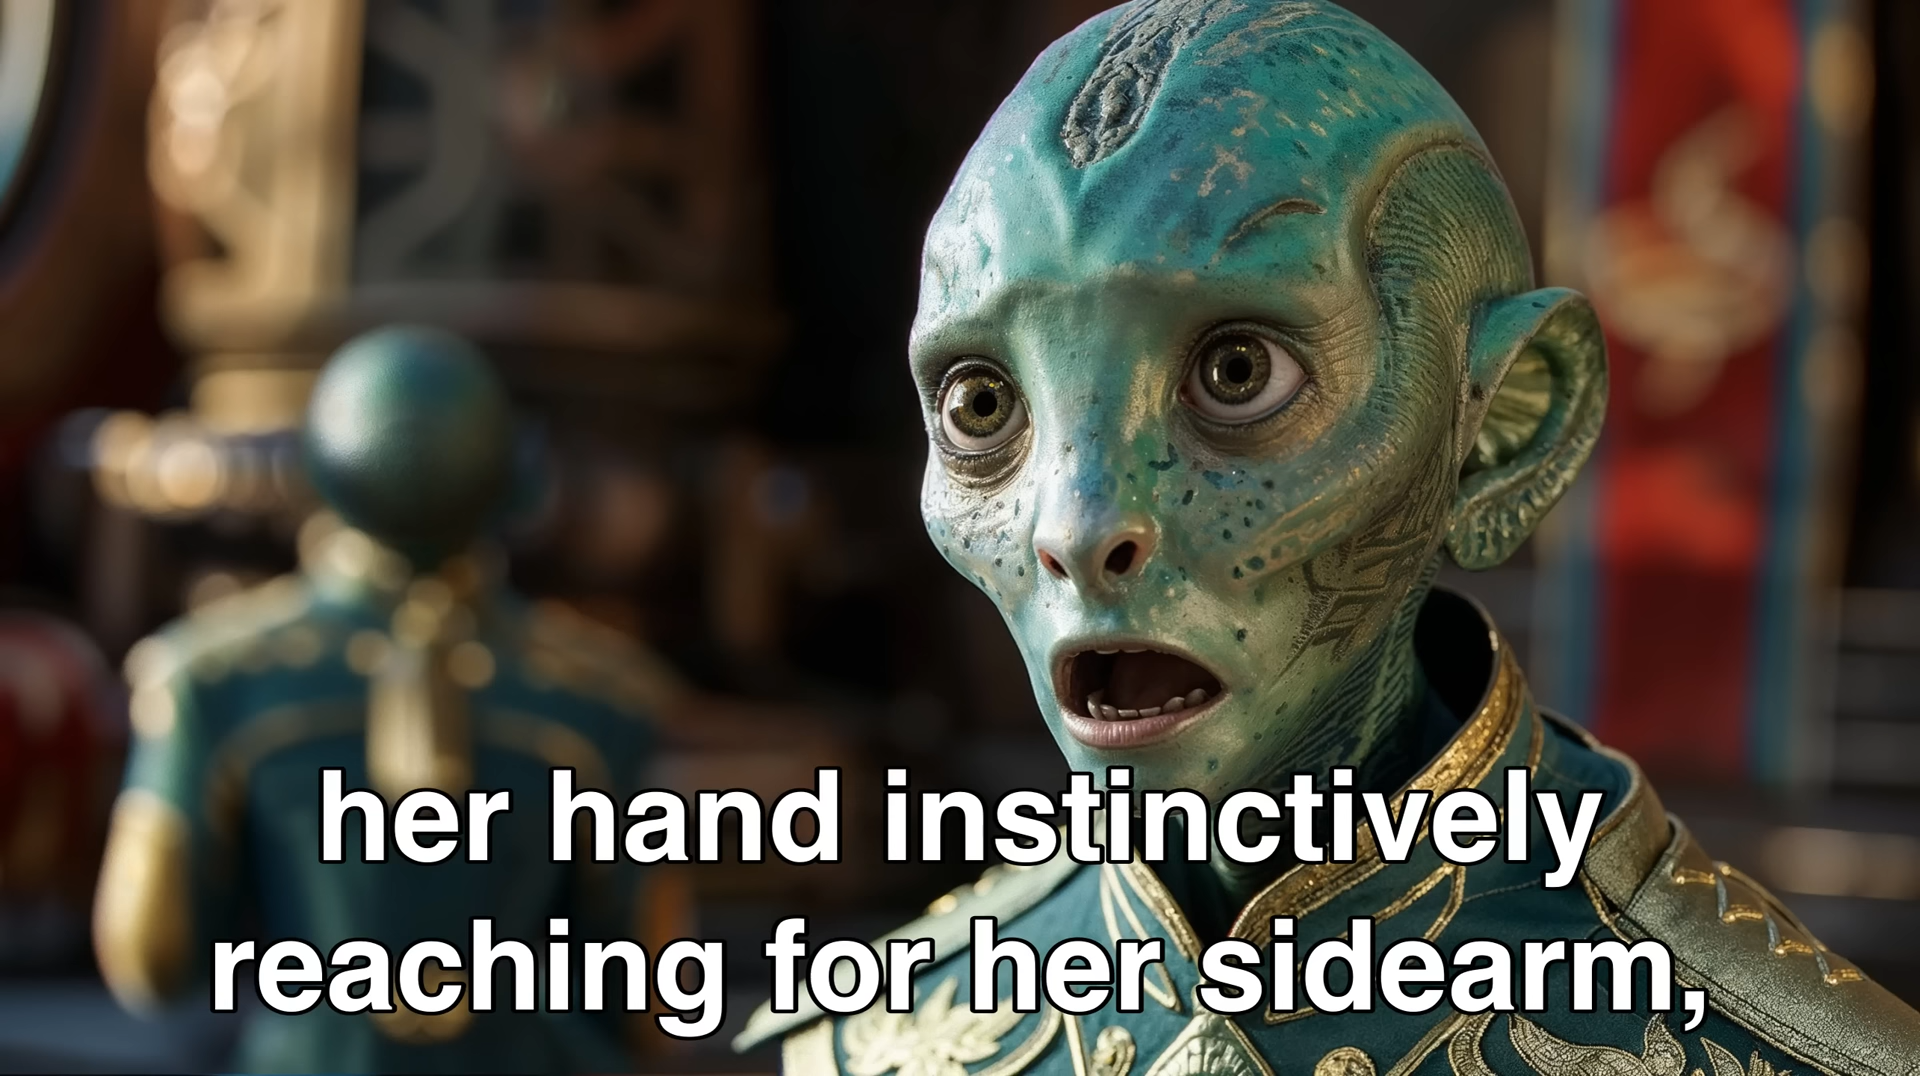 her hand instinctively
reaching for her sidearm,